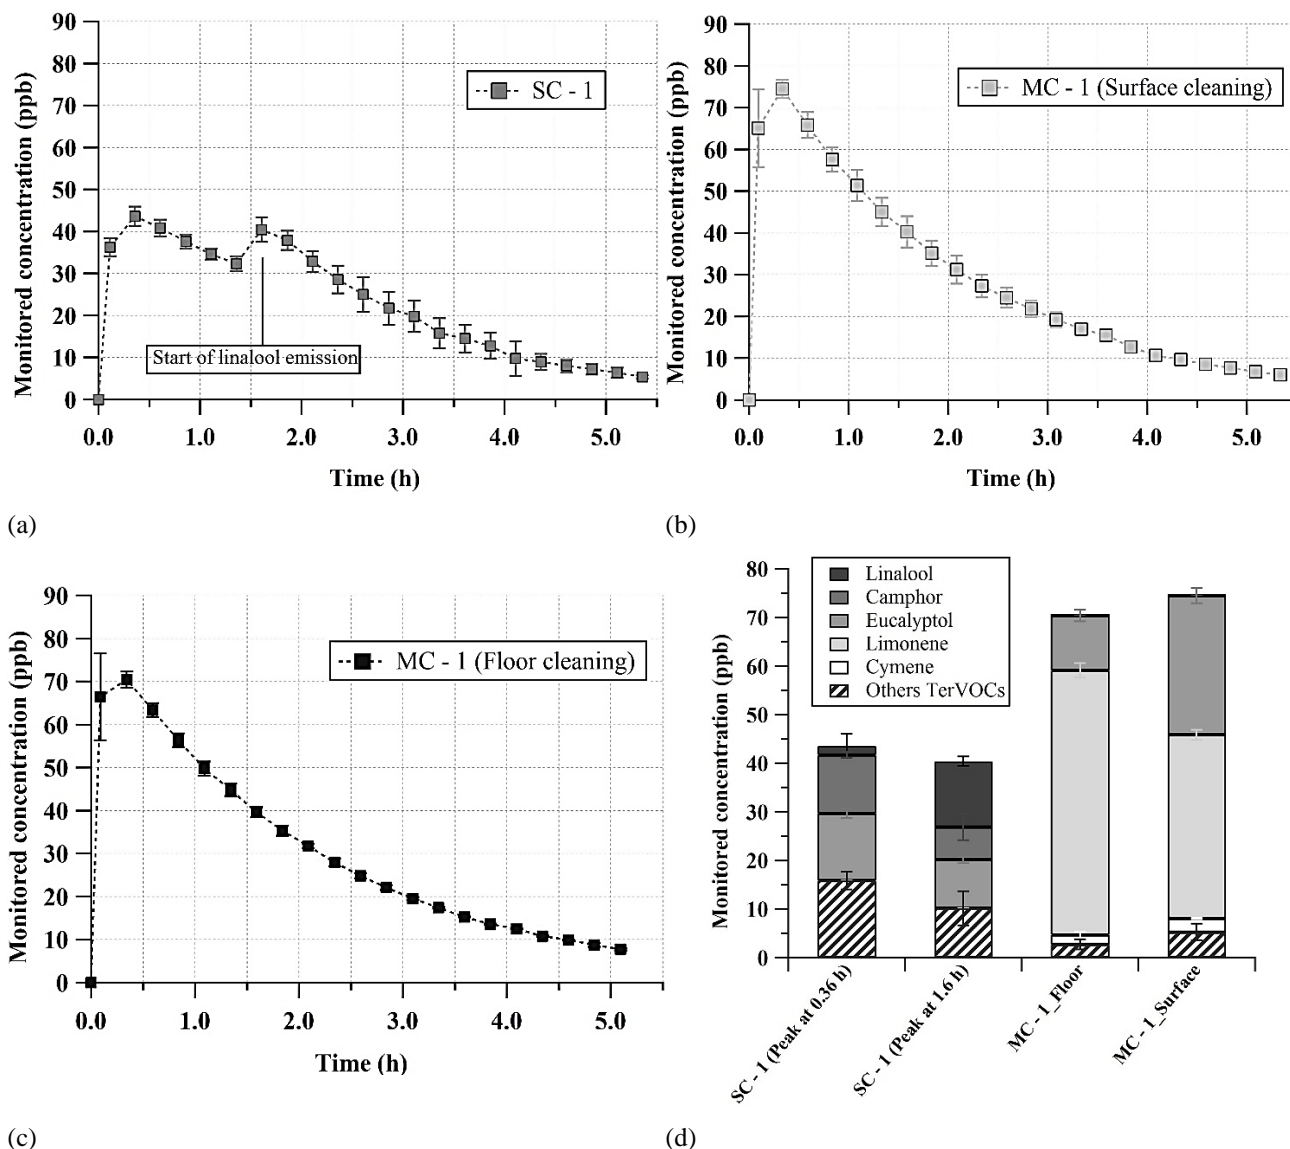 Monitored concentration (ppb)
90
80
70
60
50
40
30
20
10
0
SC - 1
Start of linalool emission
0.0 1.0 2.0 3.0 4.0 5.0
Time (h)
(a)
Monitored concentration (ppb)
90
80
70
60
50
40
30
20
10
0
MC - 1 (Surface cleaning)
0.0 1.0 2.0 3.0 4.0 5.0
Time (h)
(b)
Monitored concentration (ppb)
90
80
70
60
50
40
30
20
10
0
MC - 1 (Floor cleaning)
0.0 1.0 2.0 3.0 4.0 5.0
Time (h)
(c)
Monitored concentration (ppb)
80
70
60
50
40
30
20
10
0
Linalool
Camphor
Eucalyptol
Limonene
Cymene
Others TerVOCs
SC - 1 (Peak at 0.36 h)
SC - 1 (Peak at 1.6 h)
MC - 1_Floor
MC - 1_Surface
(d)